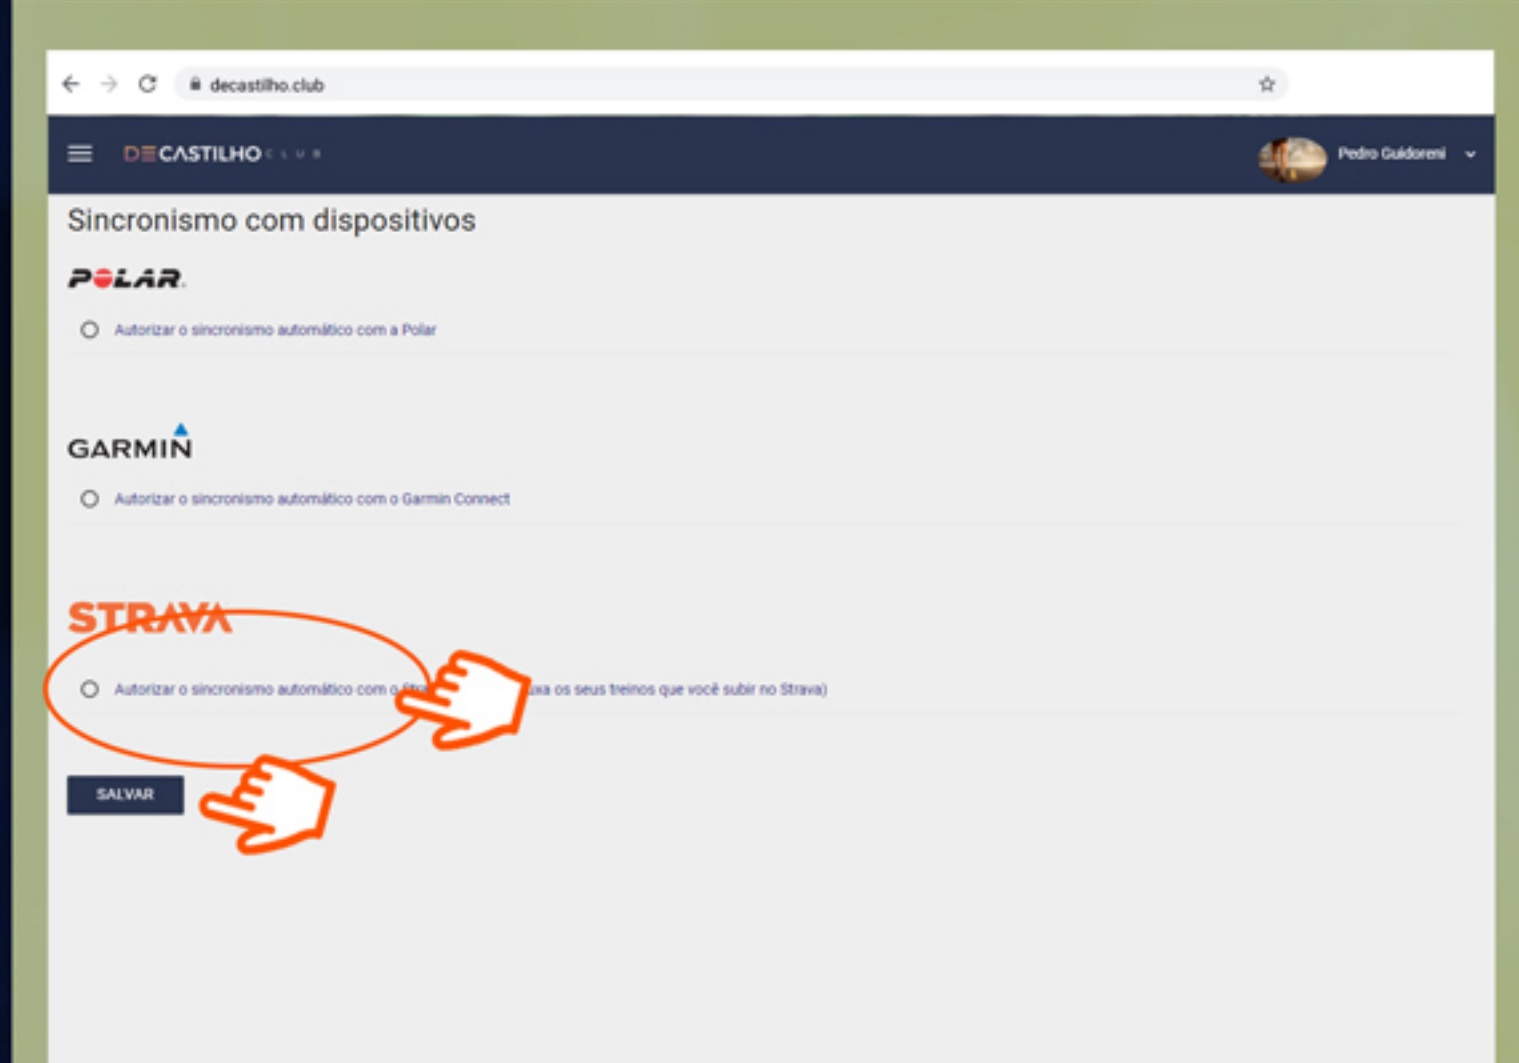 decastilho.club
DECASTILHO CLUB
Pedro Guidoreni
Sincronismo com dispositivos
POLAR.
Autorizar o sincronismo automático com a Polar
GARMIN
Autorizar o sincronismo automático com o Garmin Connect
STRAVA
Autorizar o sincronismo automático com o os seus treinos que você subir no Strava)
SALVAR